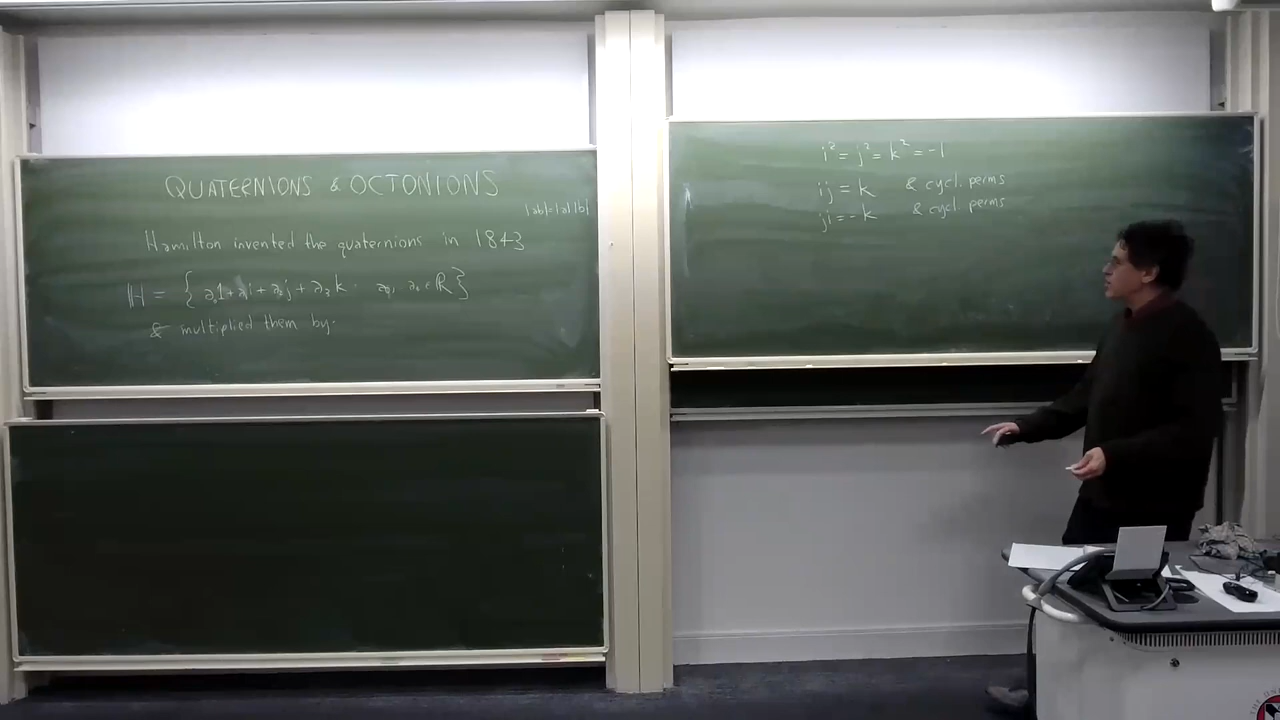 QUATERNIONS & OCTONIONS
|ab|=|a||b|
Hamilton invented the quaternions in 1843
ℍ = { a₀1+a₁i+a₂j+a₃k : a₀, a₁ ∈ ℝ }
& multiplied them by:
i² = j² = k² = -1
ij = k & cycl. perms
ji = -k & cycl. perms